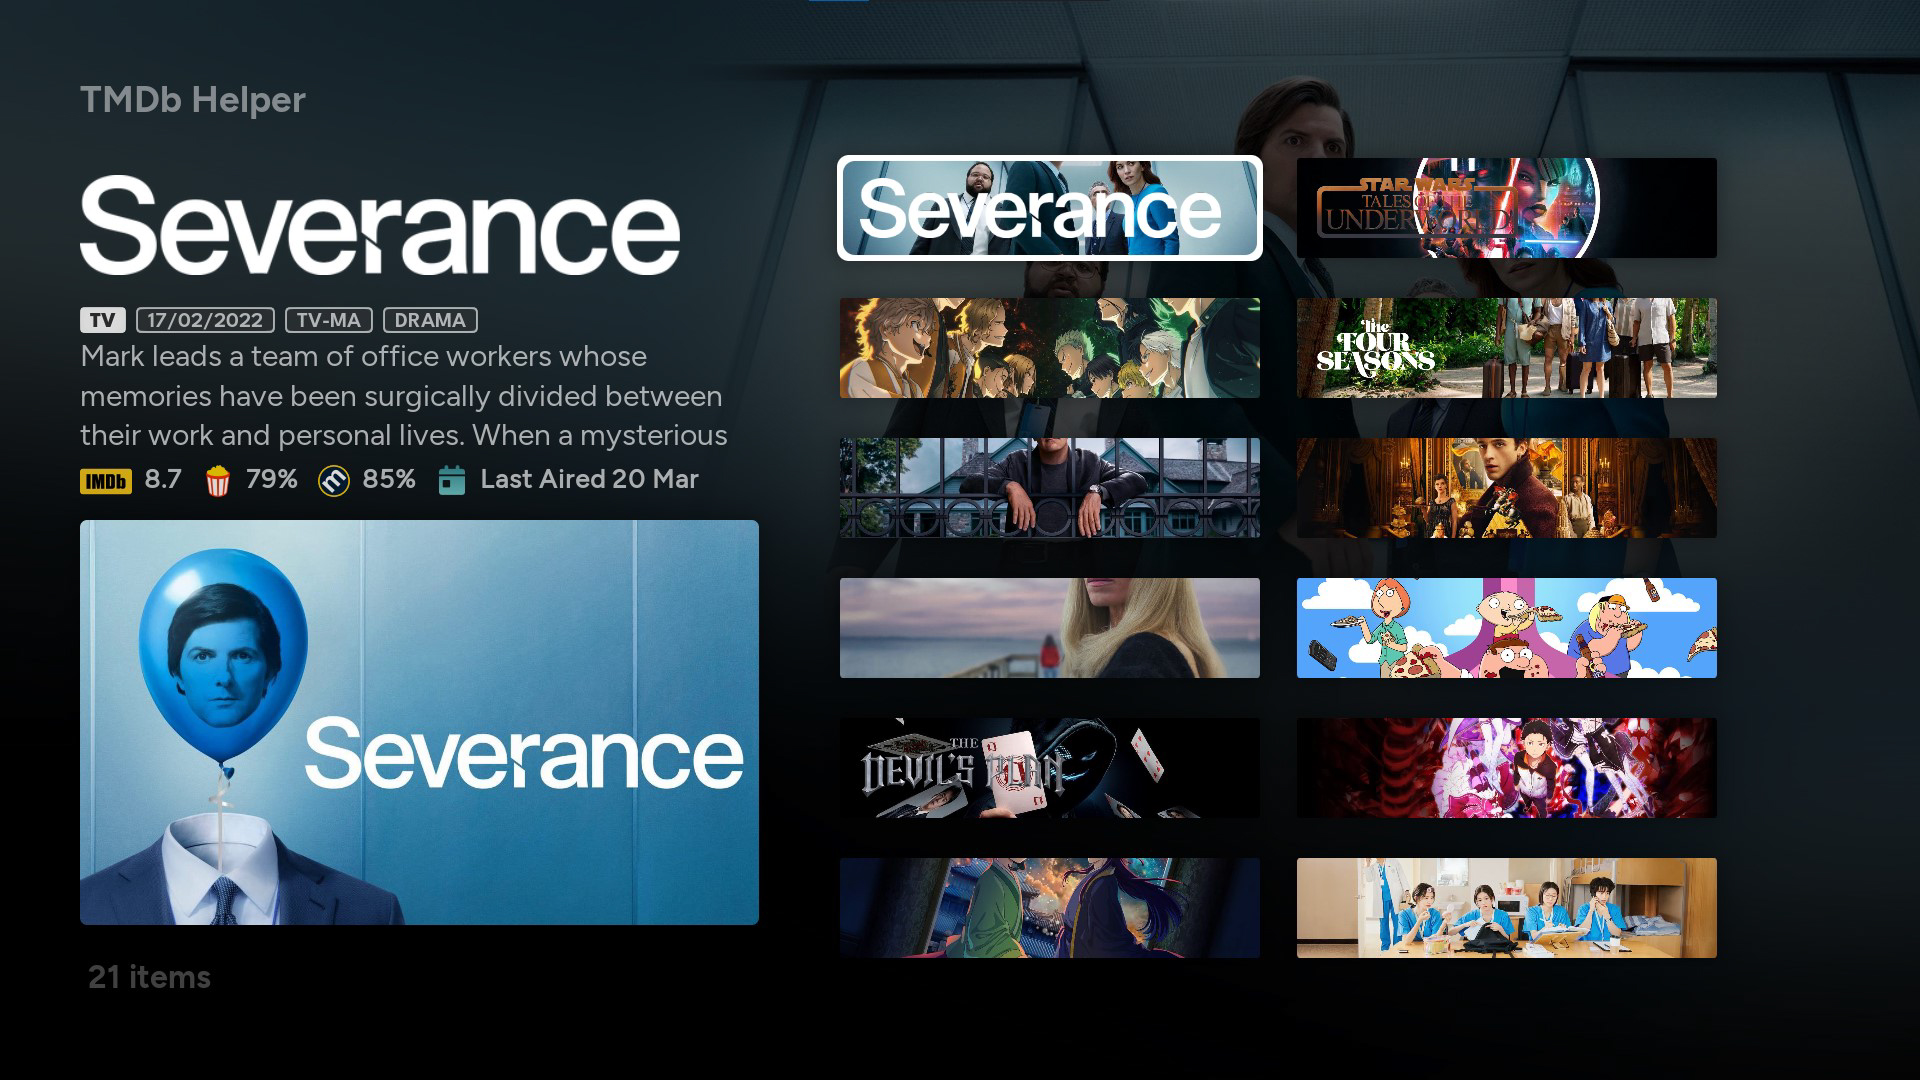 TMDb Helper
Severance
TV 17/02/2022 TV-MA DRAMA
Mark leads a team of office workers whose
memories have been surgically divided between
their work and personal lives. When a mysterious
IMDb 8.7 79% m 85% Last Aired 20 Mar
Severance
21 items
Severance
STAR WARS
TALES OF THE
UNDERWORLD
The
FOUR
SEASONS
THE
DEVIL'S PLAN